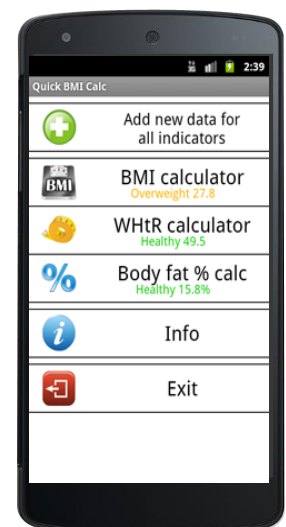 2:39
Quick BMI Calc
Add new data for
all indicators
BMI
BMI calculator
Overweight 27.8
WHtR calculator
Healthy 49.5
%
Body fat % calc
Healthy 15.8%
i
Info
Exit